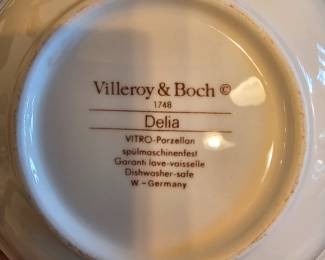 Villeroy & Boch ©
1748
Delia
VITRO-Porzellan
spülmaschinenfest
Garanti lave-vaisselle
Dishwasher-safe
W-Germany